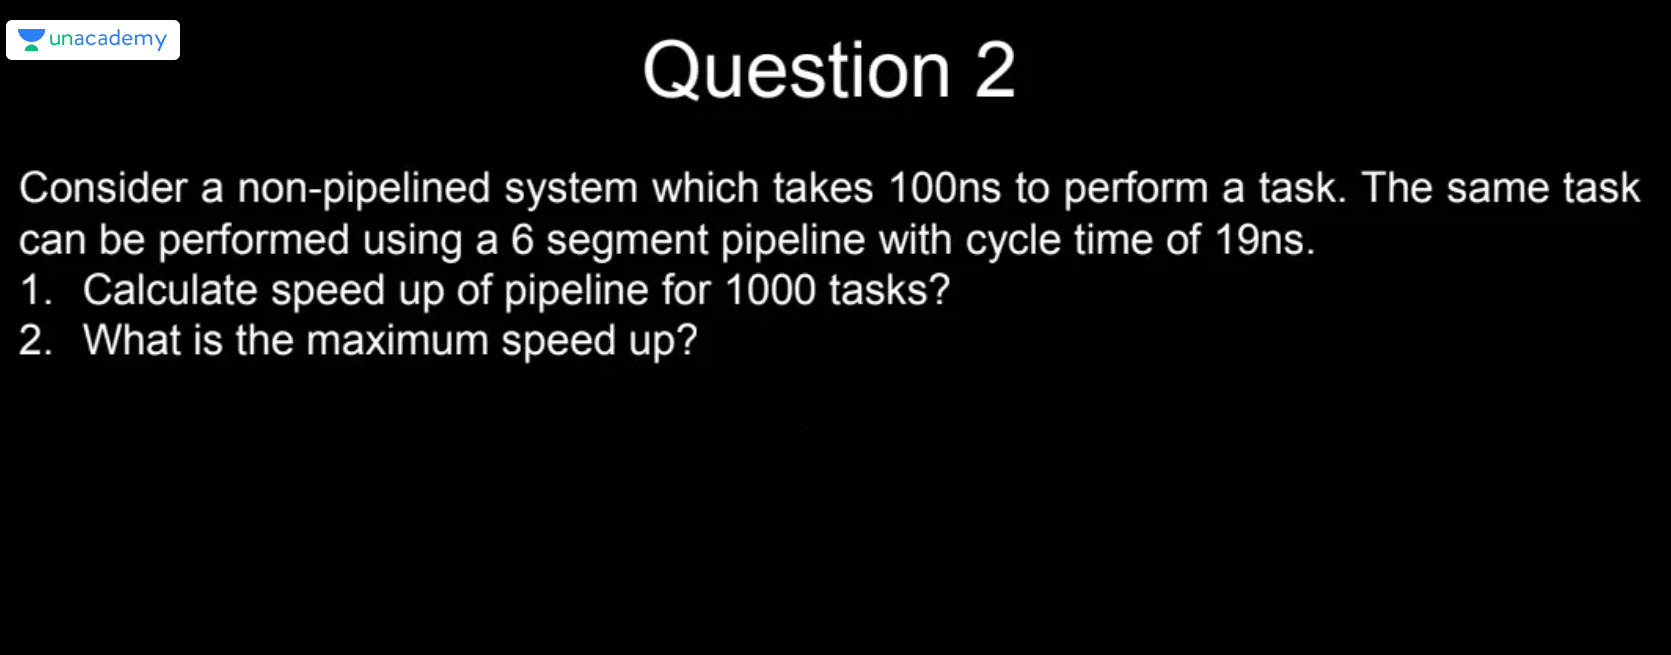 unacademy
Question 2
Consider a non-pipelined system which takes 100ns to perform a task. The same task
can be performed using a 6 segment pipeline with cycle time of 19ns.
1. Calculate speed up of pipeline for 1000 tasks?
2. What is the maximum speed up?